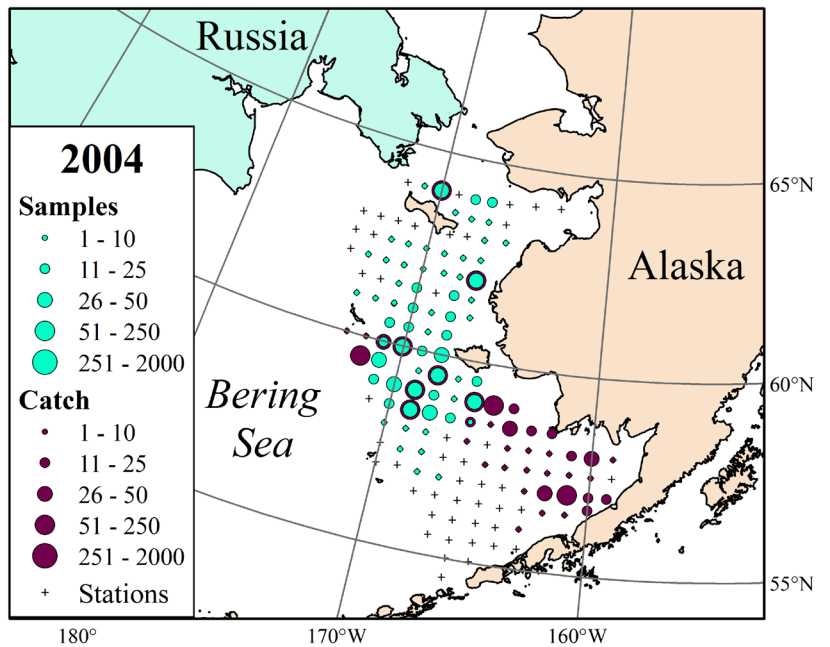 Russia
2004
Samples
1 - 10
11 - 25
26 - 50
51 - 250
251 - 2000
Catch
1 - 10
11 - 25
26 - 50
51 - 250
251 - 2000
Stations
Alaska
Bering
Sea
65°N
60°N
55°N
180°
170°W
160°W